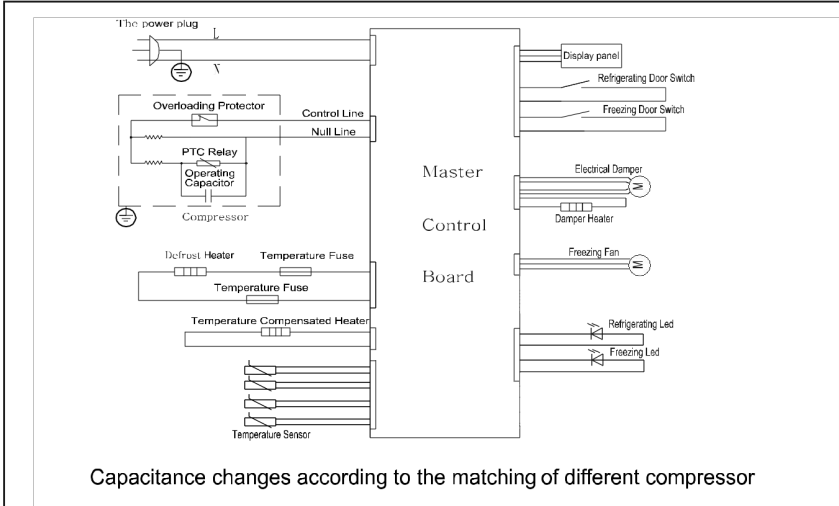 The power plug
L
N
Overloading Protector
Control Line
Null Line
PTC Relay
Operating
Capacitor
Compressor
Defrust Heater
Temperature Fuse
Temperature Fuse
Temperature Compensated Heater
Temperature Sensor
Master
Control
Board
Display panel
Refrigerating Door Switch
Freezing Door Switch
Electrical Damper
M
Damper Heater
Freezing Fan
M
Refrigerating Led
Freezing Led
Capacitance changes according to the matching of different compressor